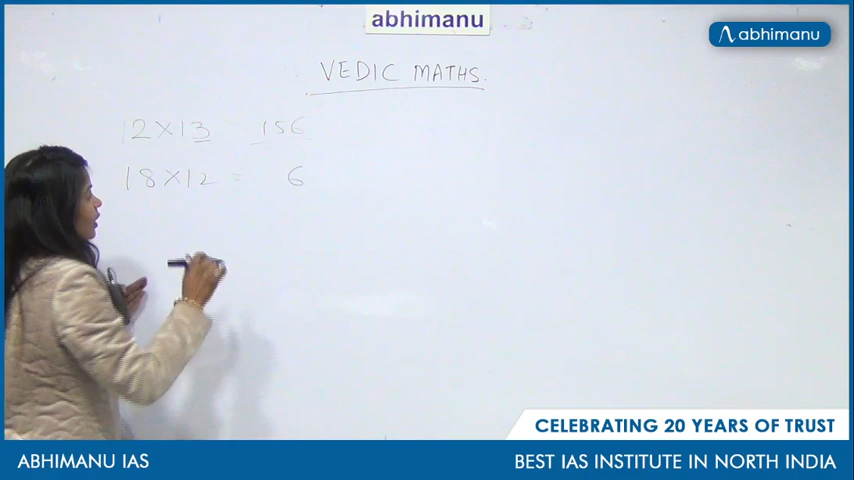 abhimanu
abhimanu
VEDIC MATHS.
12×13 156
18×12 = 6
CELEBRATING 20 YEARS OF TRUST
ABHIMANU IAS
BEST IAS INSTITUTE IN NORTH INDIA